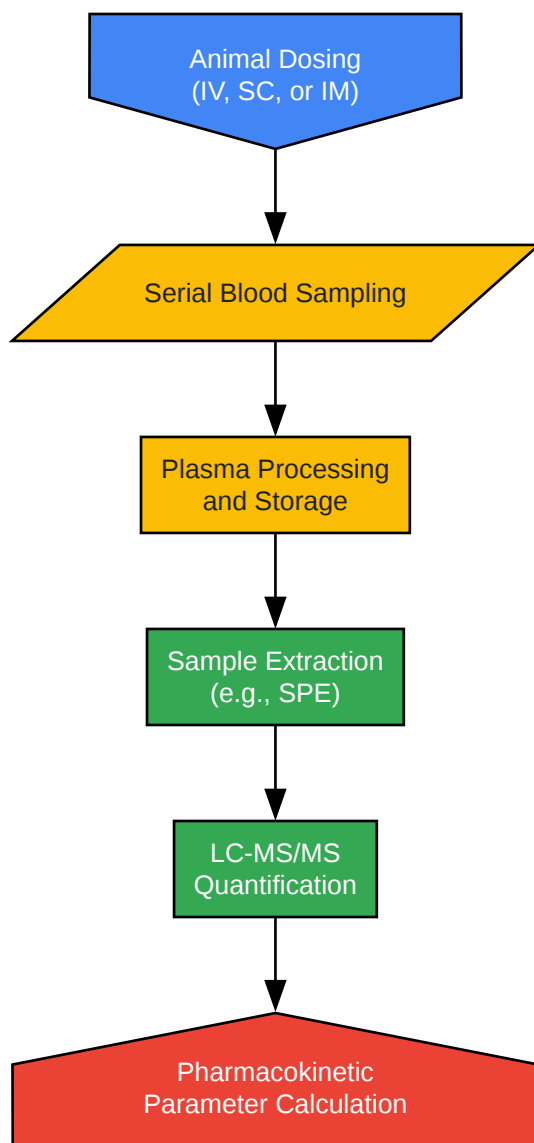 Animal Dosing
(IV, SC, or IM)
Serial Blood Sampling
Plasma Processing
and Storage
Sample Extraction
(e.g., SPE)
LC-MS/MS
Quantification
Pharmacokinetic
Parameter Calculation